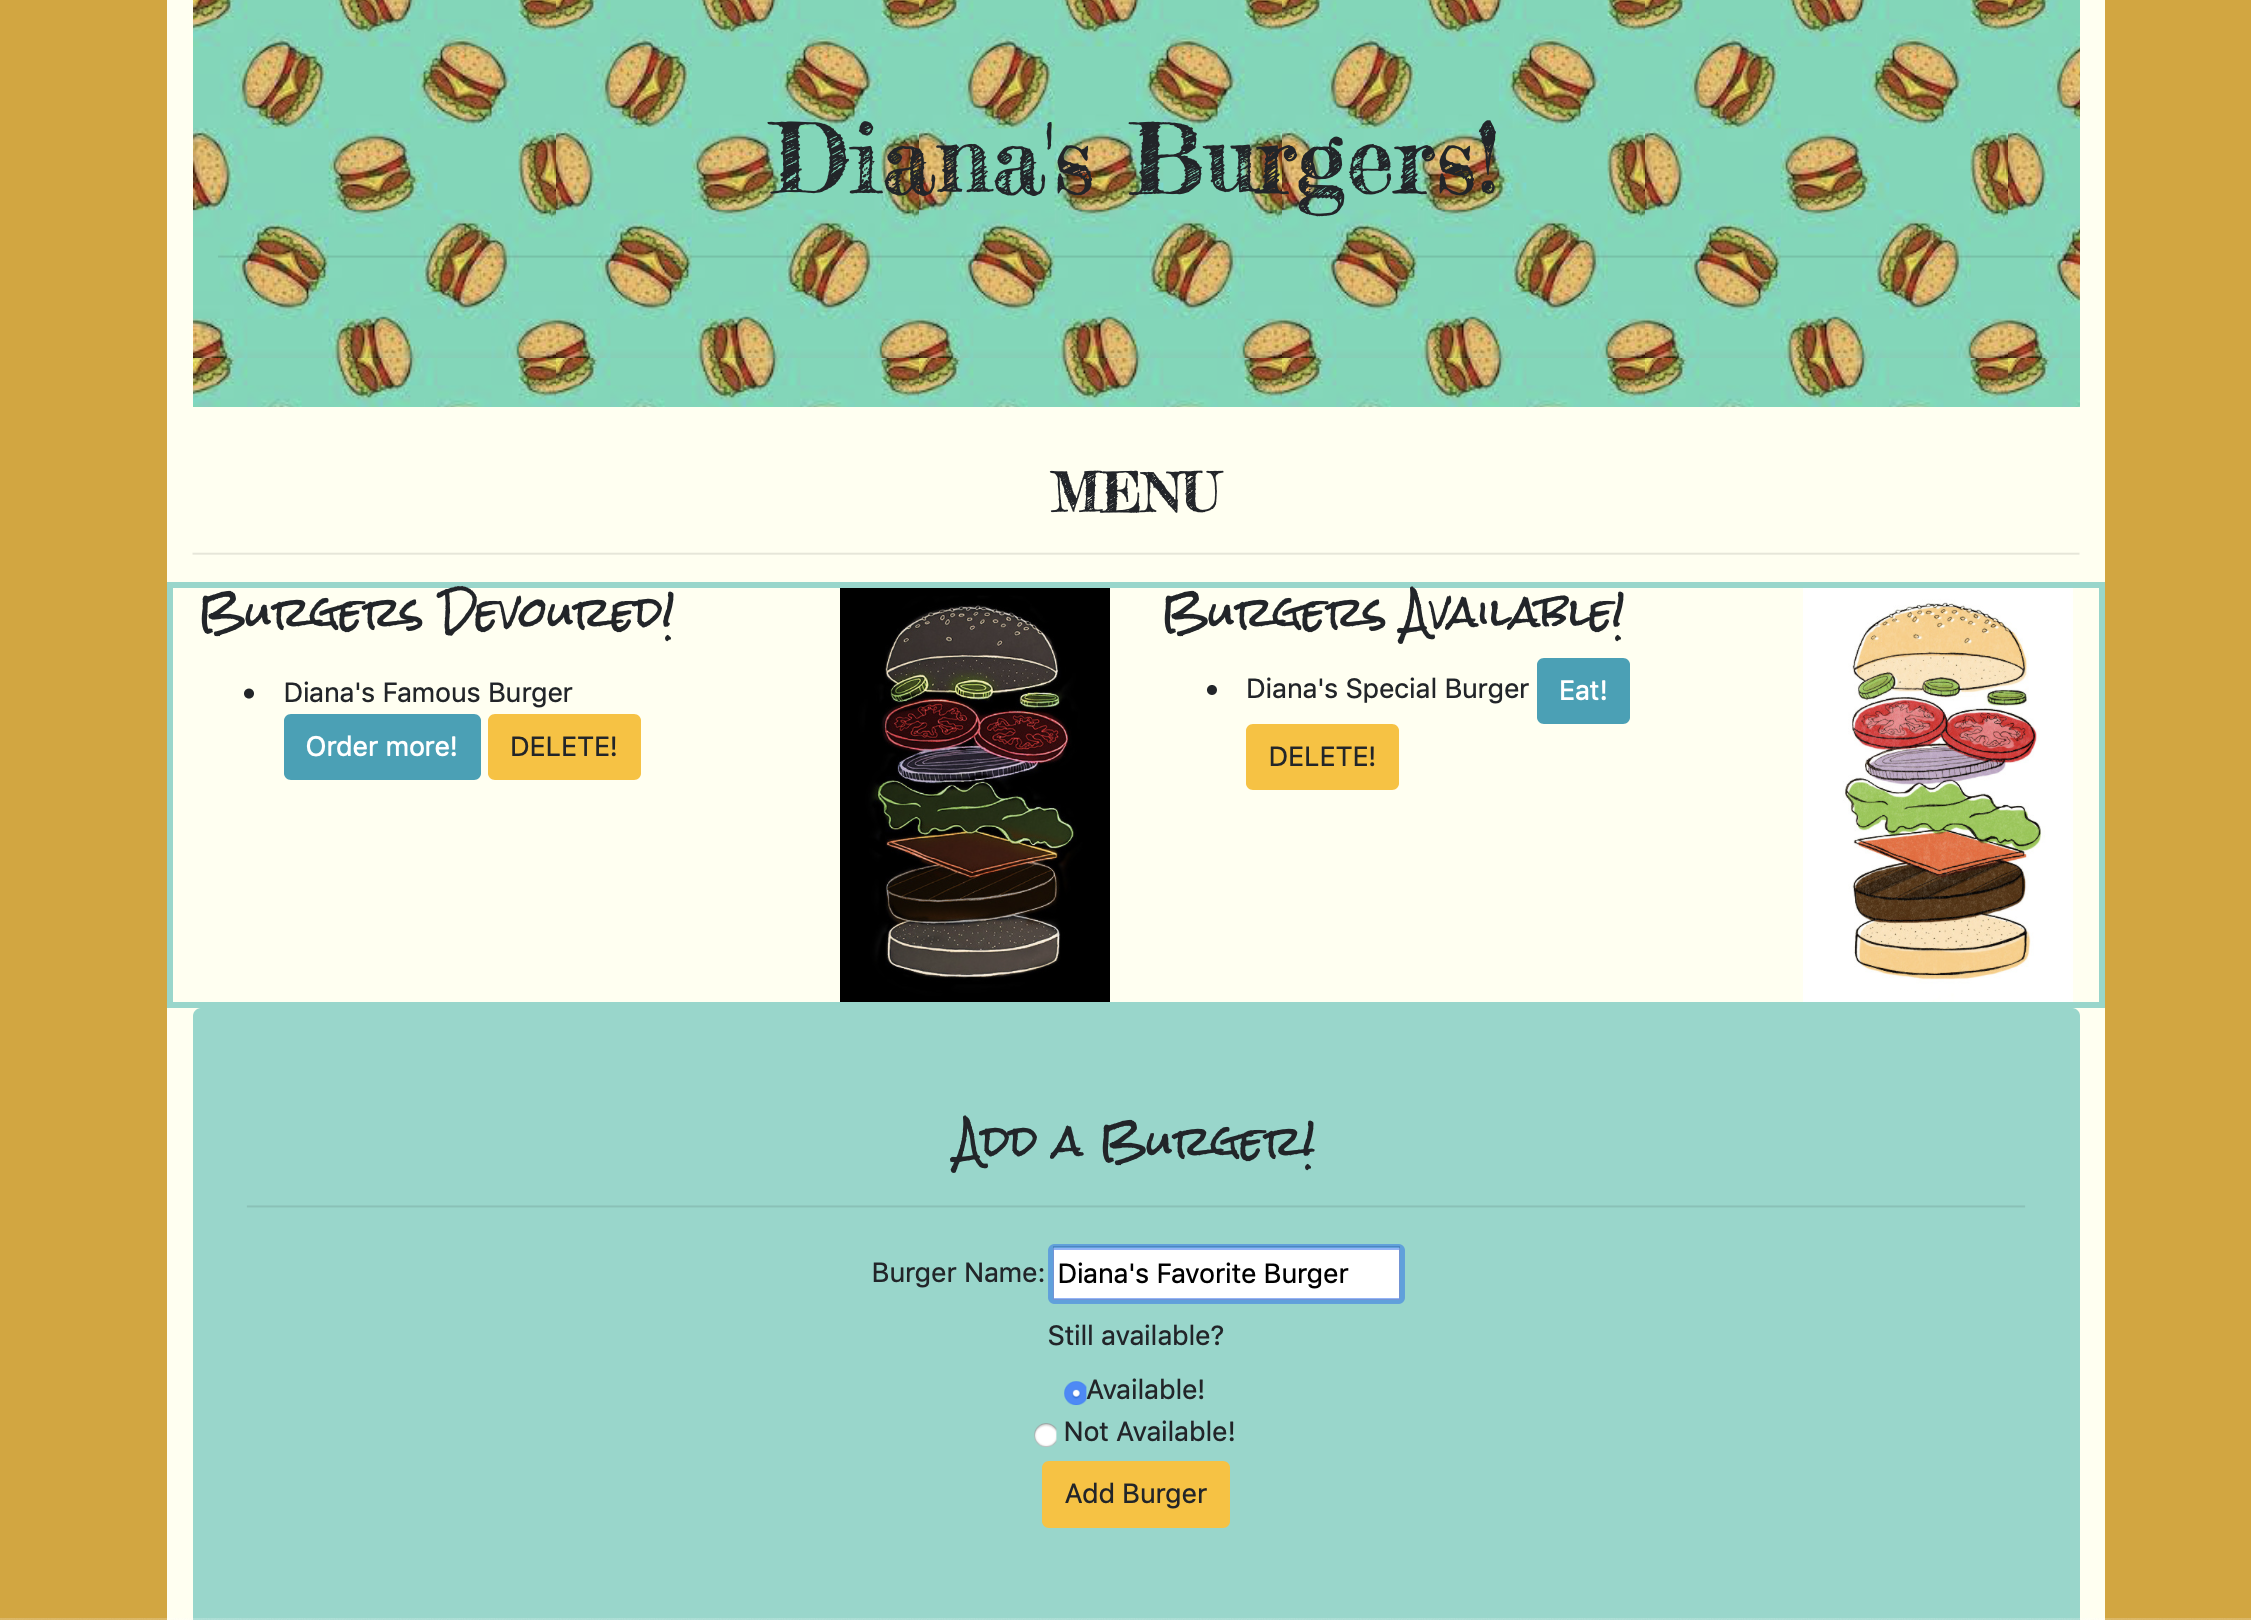 Diana's Burgers!
MENU
Burgers Devoured!
Diana's Famous Burger
Order more! DELETE!
Burgers Available!
Diana's Special Burger Eat!
DELETE!
Add a Burger!
Burger Name: Diana's Favorite Burger
Still available?
Available!
Not Available!
Add Burger